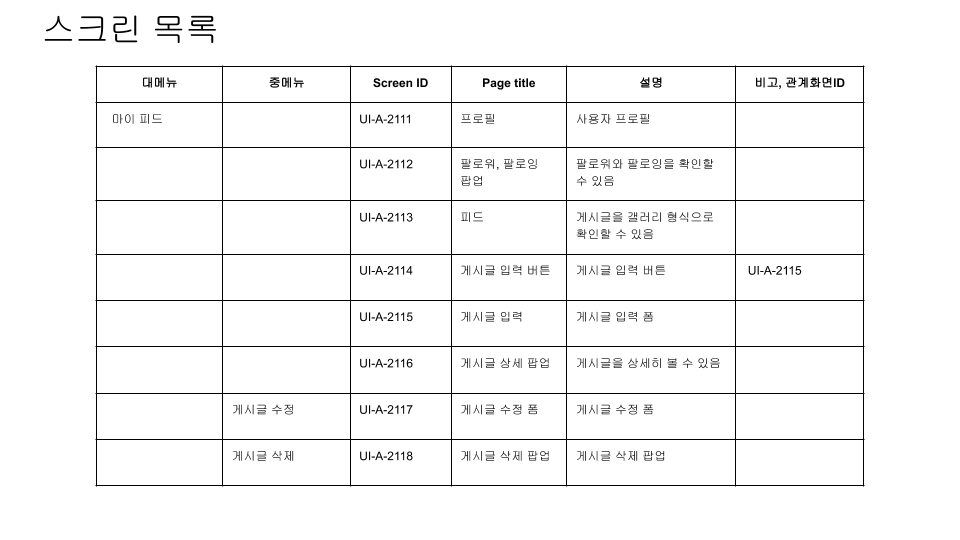 스크린 목록
대메뉴 중메뉴 Screen ID Page title 설명 비고, 관계화면ID
마이 피드 UI-A-2111 프로필 사용자 프로필
UI-A-2112 팔로워, 팔로잉 팔로워와 팔로잉을 확인할
팝업 수 있음
UI-A-2113 피드 게시글을 갤러리 형식으로
확인할 수 있음
UI-A-2114 게시글 입력 버튼 게시글 입력 버튼 UI-A-2115
UI-A-2115 게시글 입력 게시글 입력 폼
UI-A-2116 게시글 상세 팝업 게시글을 상세히 볼 수 있음
게시글 수정 UI-A-2117 게시글 수정 폼 게시글 수정 폼
게시글 삭제 UI-A-2118 게시글 삭제 팝업 게시글 삭제 팝업